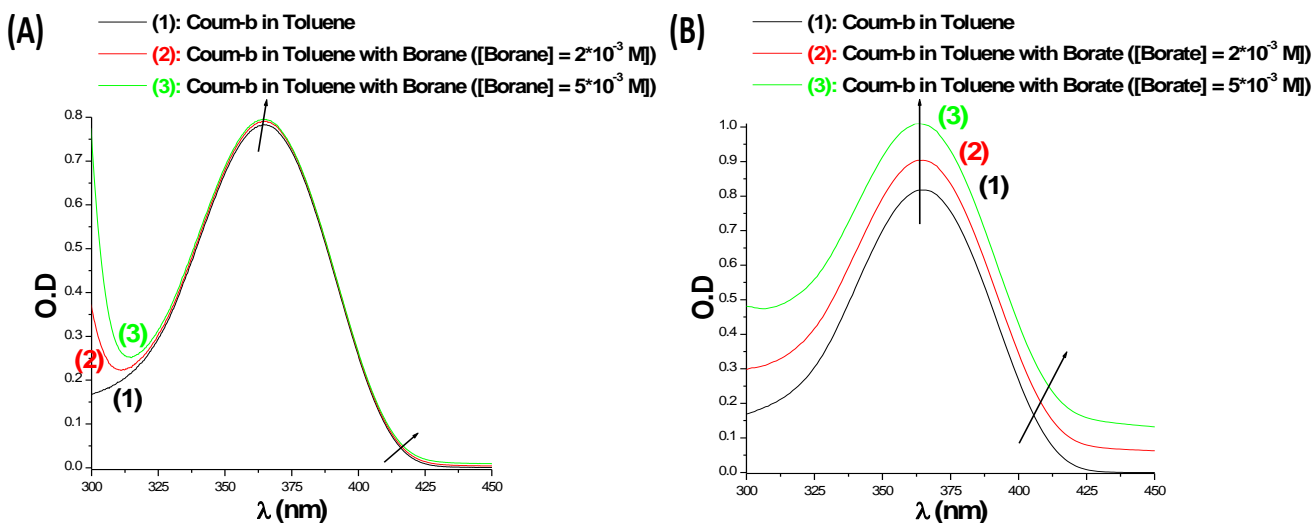 (A)
(1): Coum-b in Toluene
(2): Coum-b in Toluene with Borane ([Borane] = 2*10-3 M])
(3): Coum-b in Toluene with Borane ([Borane] = 5*10-3 M])
0.8
0.7
0.6
0.5
0.4
0.3
0.2
0.1
0.0
O.D
(3)
(2)
(1)
300 325 350 375 400 425 450
λ (nm)
(B)
(1): Coum-b in Toluene
(2): Coum-b in Toluene with Borate ([Borate] = 2*10-3 M])
(3): Coum-b in Toluene with Borate ([Borate] = 5*10-3 M])
1.0
0.9
0.8
0.7
0.6
0.5
0.4
0.3
0.2
0.1
0.0
O.D
(3)
(2)
(1)
300 325 350 375 400 425 450
λ (nm)